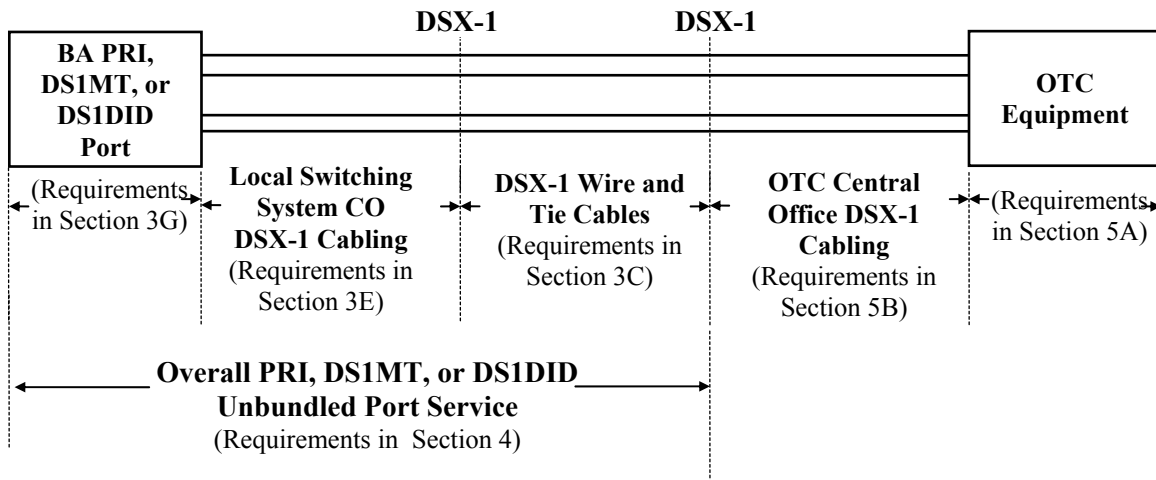 DSX-1
DSX-1
BA PRI,
DS1MT, or
DS1DID
Port
OTC
Equipment
(Requirements
in Section 3G)
Local Switching
System CO
DSX-1 Cabling
(Requirements in
Section 3E)
DSX-1 Wire and
Tie Cables
(Requirements in
Section 3C)
OTC Central
Office DSX-1
Cabling
(Requirements in
Section 5B)
(Requirements
in Section 5A)
Overall PRI, DS1MT, or DS1DID
Unbundled Port Service
(Requirements in Section 4)